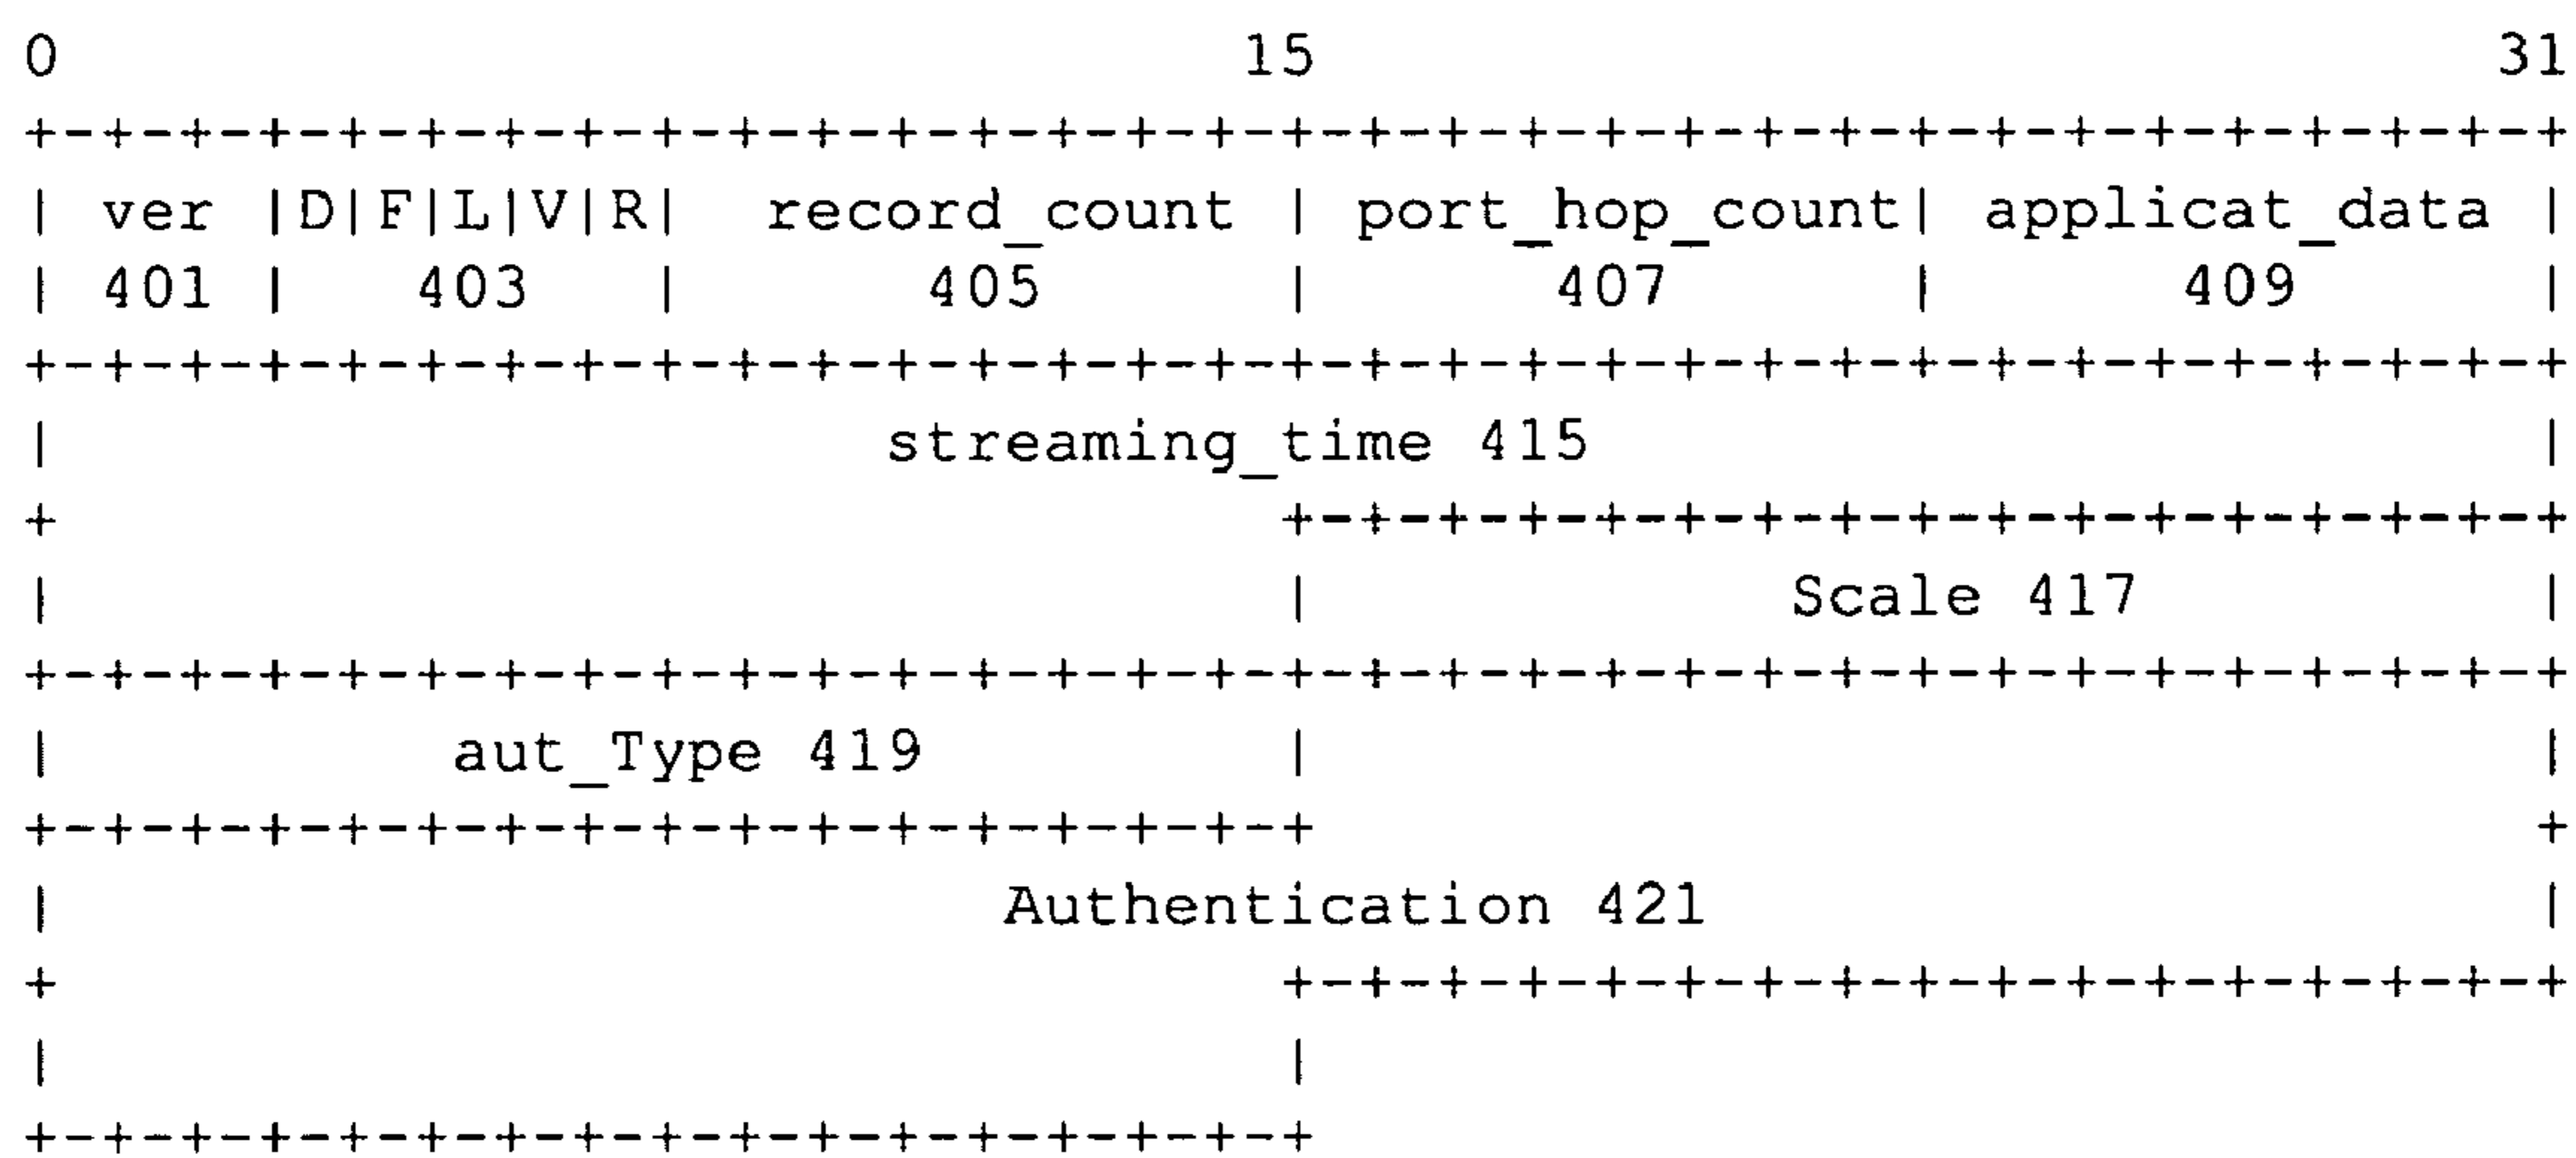 0 15 31
+-+-+-+-+-+-+-+-+-+-+-+-+-+-+-+-+-+-+-+-+-+-+-+-+-+-+-+-+-+-+-+-+
| ver |D|F|L|V|R| record_count | port_hop_count| applicat_data |
| 401 | 403 | 405 | 407 | 409 |
+-+-+-+-+-+-+-+-+-+-+-+-+-+-+-+-+-+-+-+-+-+-+-+-+-+-+-+-+-+-+-+-+
| streaming_time 415 |
+ +-+-+-+-+-+-+-+-+-+-+-+-+-+-+-+-+
| | Scale 417 |
+-+-+-+-+-+-+-+-+-+-+-+-+-+-+-+-+-+-+-+-+-+-+-+-+-+-+-+-+-+-+-+-+
| aut_Type 419 | |
+-+-+-+-+-+-+-+-+-+-+-+-+-+-+-+-+ +
| Authentication 421 |
+ +-+-+-+-+-+-+-+-+-+-+-+-+-+-+-+-+
| |
+-+-+-+-+-+-+-+-+-+-+-+-+-+-+-+-+